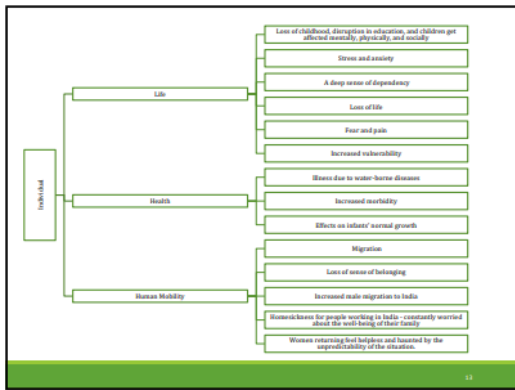 Loss of childhood, disruption in education, and children get
affected mentally, physically, and socially
Stress and anxiety
Life
A deep sense of dependency
Loss of life
Fear and pain
Increased vulnerability
Individual
Illness due to water-borne diseases
Health
Increased morbidity
Effects on infants' normal growth
Migration
Loss of sense of belonging
Human Mobility
Increased male migration to India
Homesickness for people working in India - constantly worried
about the well-being of their family
Women returning feel helpless and haunted by the
unpredictability of the situation.
13